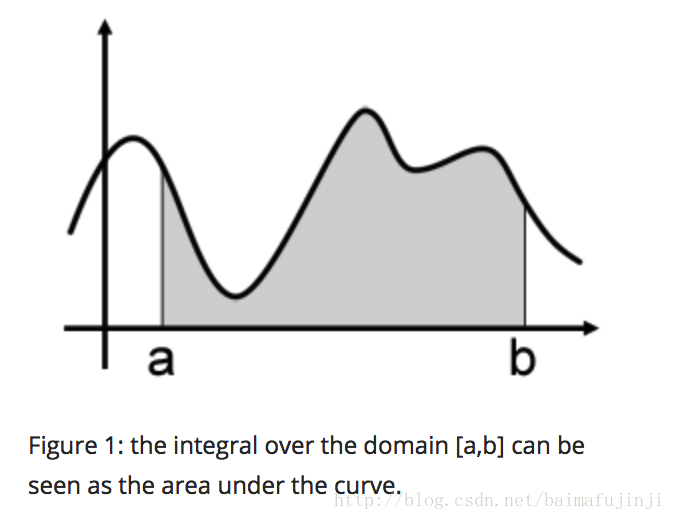 a
b
Figure 1: the integral over the domain [a,b] can be
seen as the area under the curve.
http://blog.csdn.net/baimafujinji